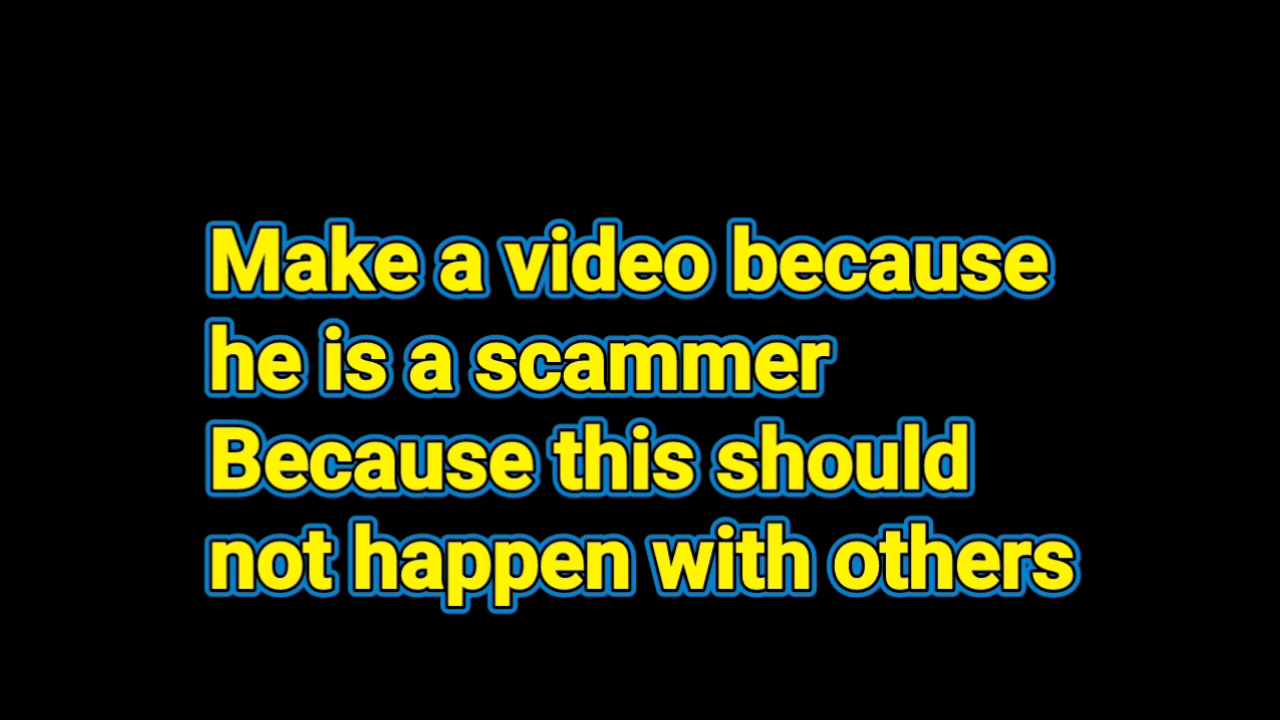 Make a video because
he is a scammer
Because this should
not happen with others